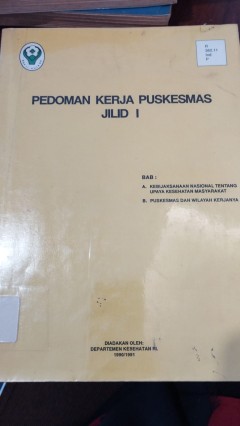 PEDOMAN KERJA PUSKESMAS
JILID I
BAB :
A. KEBIJAKSANAAN NASIONAL TENTANG
UPAYA KESEHATAN MASYARAKAT
B. PUSKESMAS DAN WILAYAH KERJANYA
DIADAKAN OLEH:
DEPARTEMEN KESEHATAN RI.
1990/1991